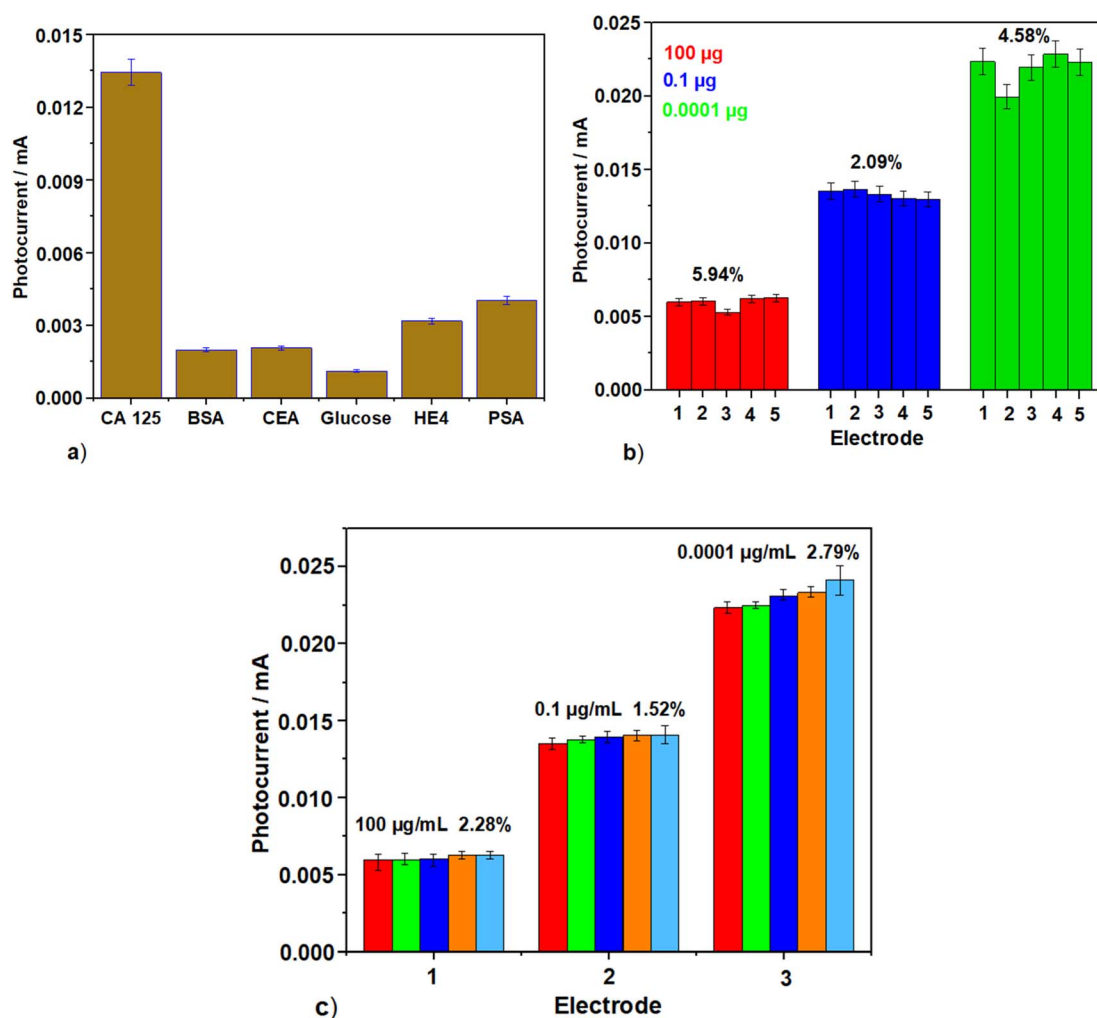 0.015
0.012
0.009
0.006
0.003
0.000
Photocurrent / mA
CA 125 BSA CEA Glucose HE4 PSA
a)
0.025
0.020
0.015
0.010
0.005
0.000
Photocurrent / mA
100 µg
0.1 µg
0.0001 µg
5.94%
2.09%
4.58%
1 2 3 4 5 1 2 3 4 5 1 2 3 4 5
Electrode
b)
0.025
0.020
0.015
0.010
0.005
0.000
Photocurrent / mA
100 µg/mL 2.28%
0.1 µg/mL 1.52%
0.0001 µg/mL 2.79%
1 2 3
Electrode
c)